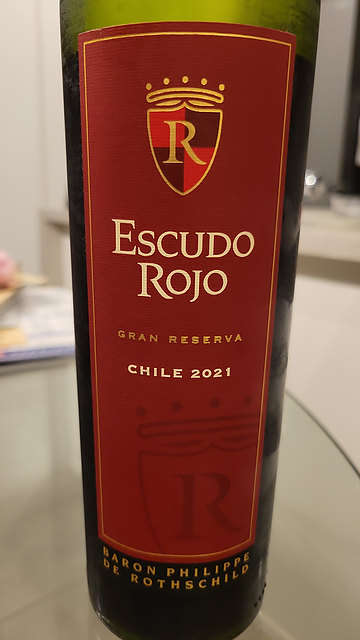 R
ESCUDO
ROJO
GRAN RESERVA
CHILE 2021
R
BARON PHILIPPE
DE ROTHSCHILD